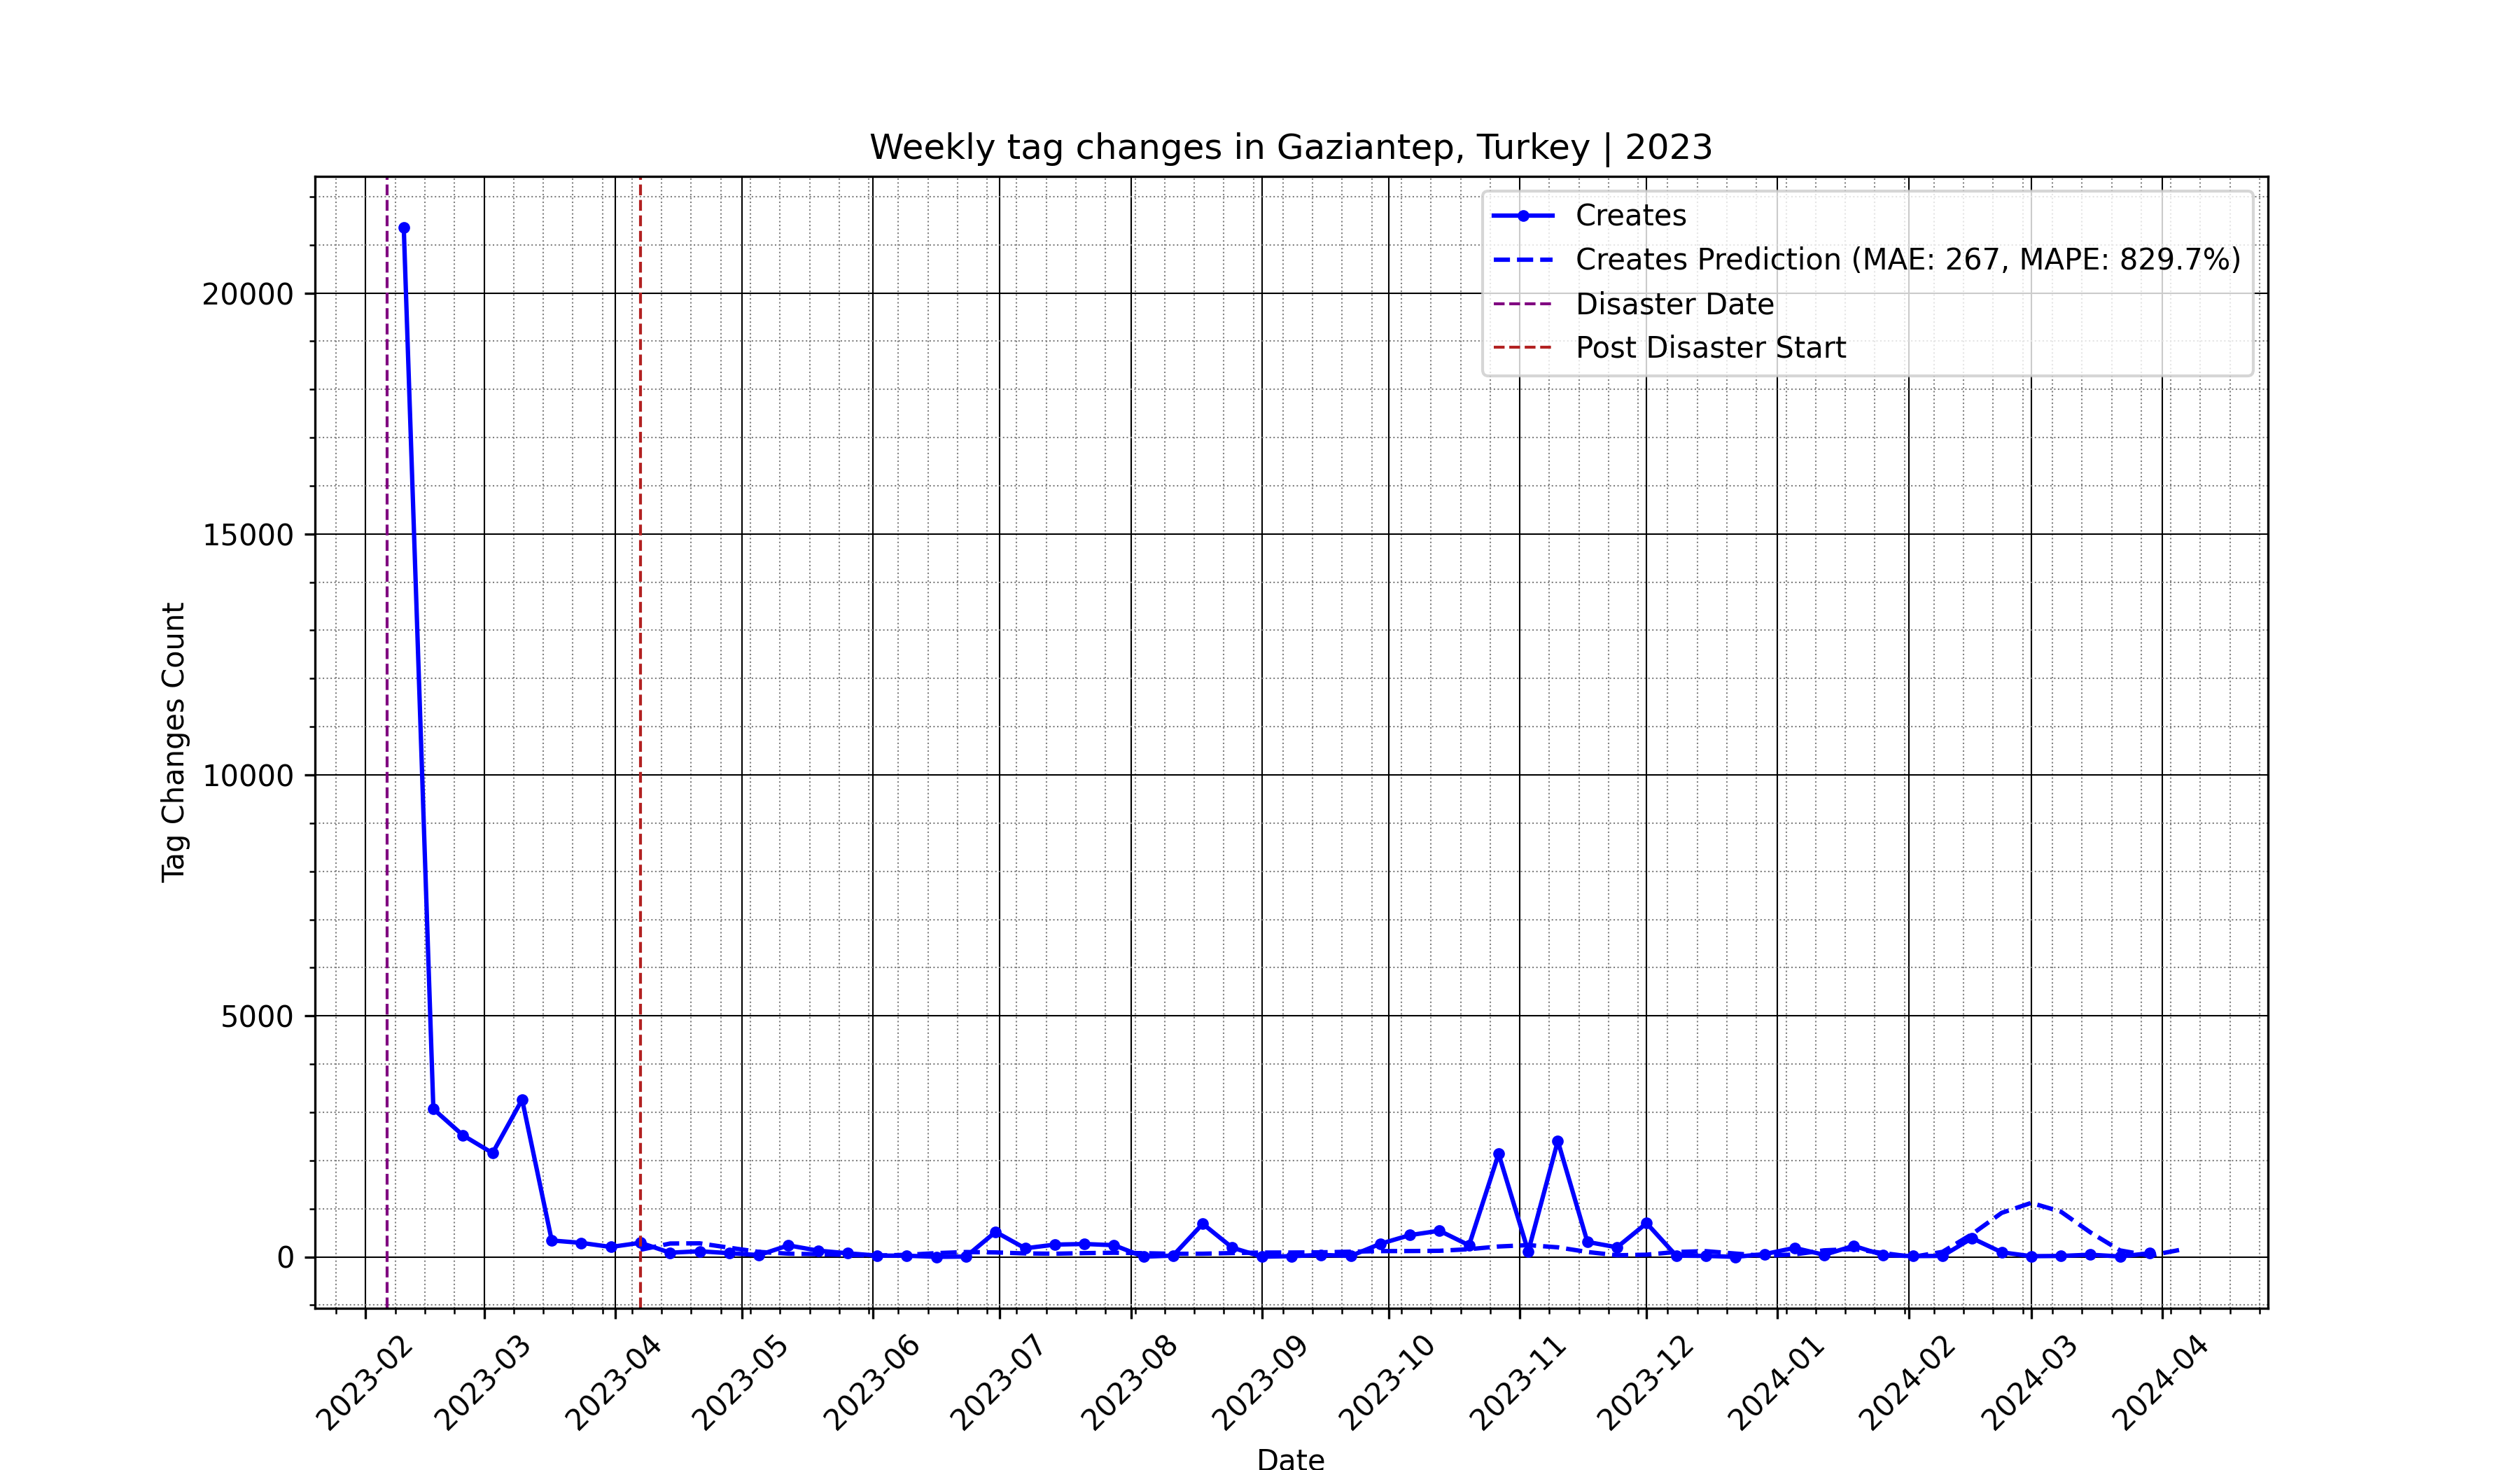 Weekly tag changes in Gaziantep, Turkey | 2023
Creates
Creates Prediction (MAE: 267, MAPE: 829.7%)
Disaster Date
Post Disaster Start
Tag Changes Count
20000
15000
10000
5000
0
2023-02
2023-03
2023-04
2023-05
2023-06
2023-07
2023-08
2023-09
2023-10
2023-11
2023-12
2024-01
2024-02
2024-03
2024-04
Date